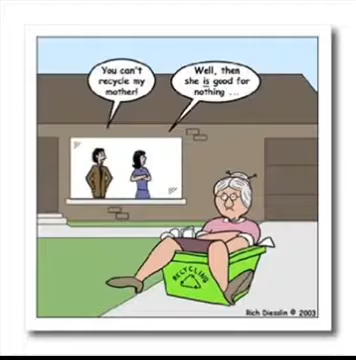 You can't
recycle my
mother!
Well, then
she is good for
nothing ...
RECYCLING
Rich Diesslin © 2003